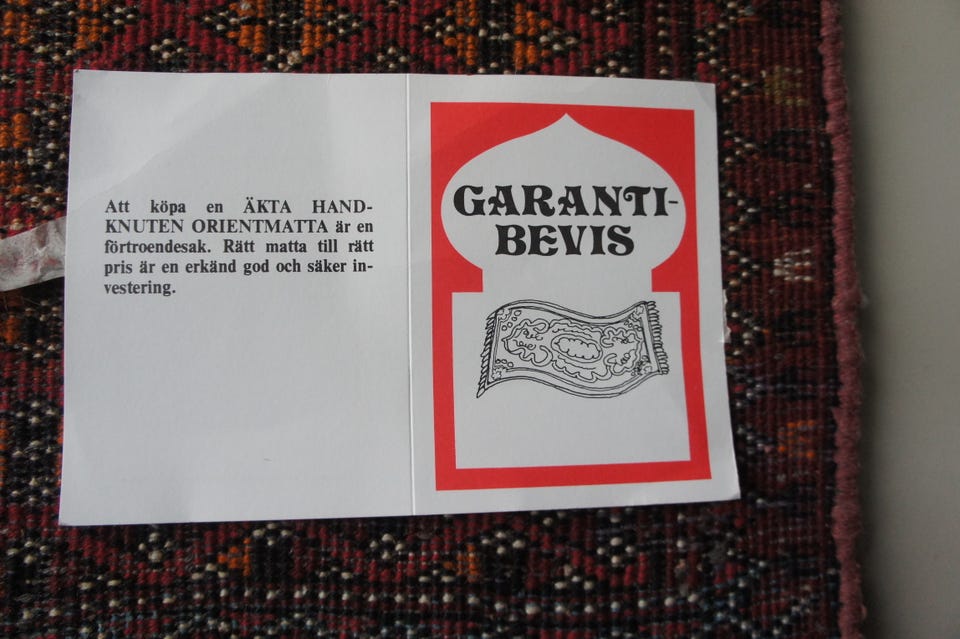 Att köpa en ÄKTA HAND-
KNUTEN ORIENTMATTA är en
förtroendesak. Rätt matta till rätt
pris är en erkänd god och säker in-
vestering.
GARANTI-
BEVIS